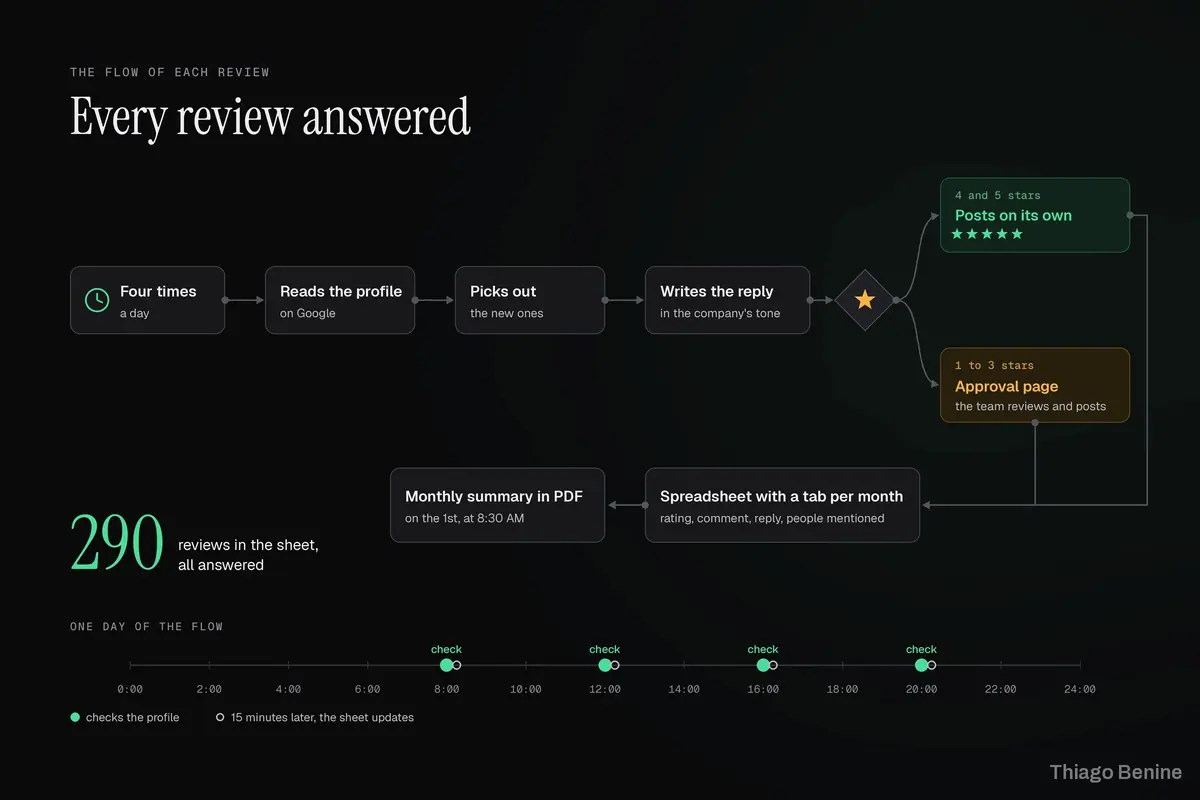 THE FLOW OF EACH REVIEW
Every review answered
4 and 5 stars
Posts on its own
Four times
a day
Reads the profile
on Google
Picks out
the new ones
Writes the reply
in the company's tone
1 to 3 stars
Approval page
the team reviews and posts
Monthly summary in PDF
on the 1st, at 8:30 AM
Spreadsheet with a tab per month
rating, comment, reply, people mentioned
290
reviews in the sheet,
all answered
ONE DAY OF THE FLOW
check check check check
0:00 2:00 4:00 6:00 8:00 10:00 12:00 14:00 16:00 18:00 20:00 22:00 24:00
checks the profile
15 minutes later, the sheet updates
Thiago Benine